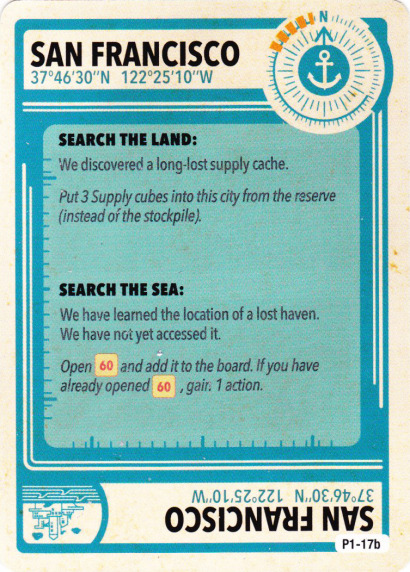 N
SAN FRANCISCO
37°46'30"N 122°25'10"W
SEARCH THE LAND:
We discovered a long-lost supply cache.
Put 3 Supply cubes into this city from the reserve
(instead of the stockpile).
SEARCH THE SEA:
We have learned the location of a lost haven.
We have not yet accessed it.
Open 60 and add it to the board. If you have
already opened 60 , gain 1 action.
37°46'30"N 122°25'10"W
SAN FRANCISCO
P1-17b